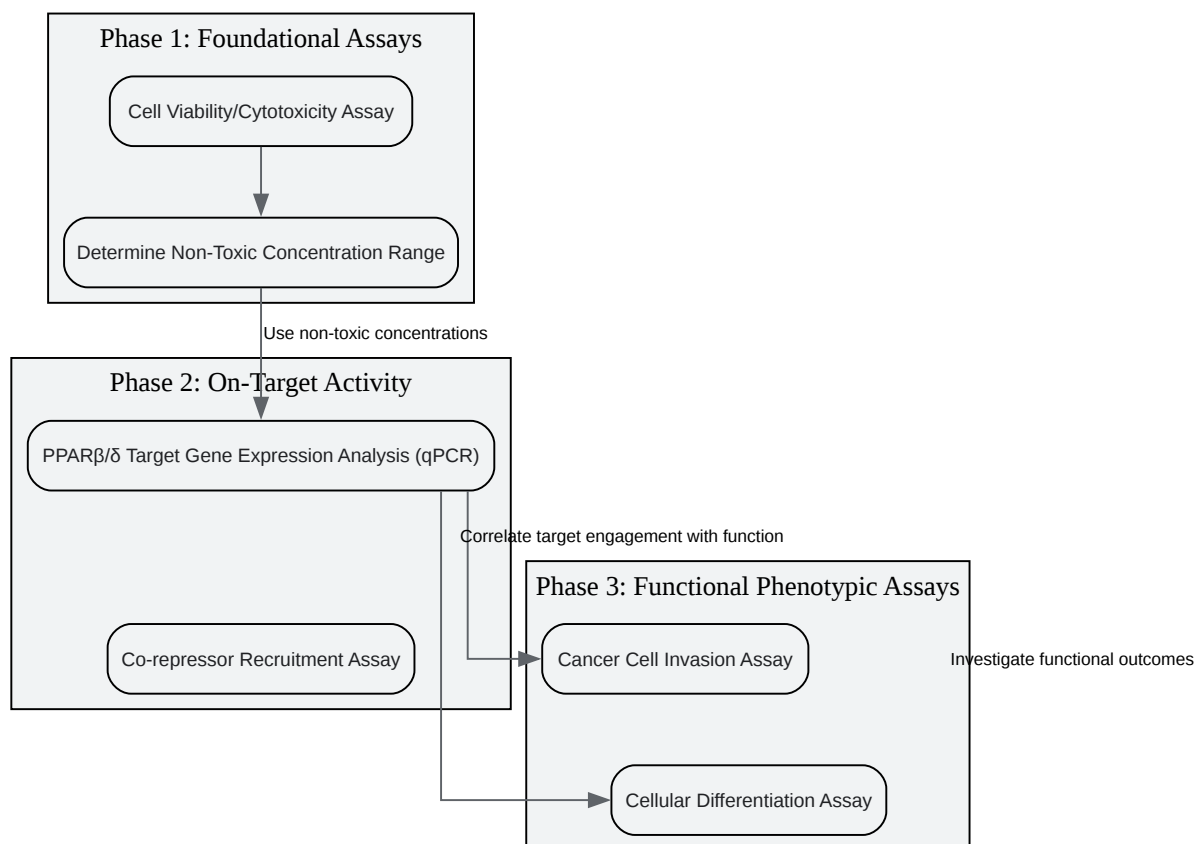 Phase 1: Foundational Assays
Cell Viability/Cytotoxicity Assay
Determine Non-Toxic Concentration Range
Use non-toxic concentrations
Phase 2: On-Target Activity
PPARβ/δ Target Gene Expression Analysis (qPCR)
Correlate target engagement with function
Phase 3: Functional Phenotypic Assays
Co-repressor Recruitment Assay
Cancer Cell Invasion Assay
Investigate functional outcomes
Cellular Differentiation Assay